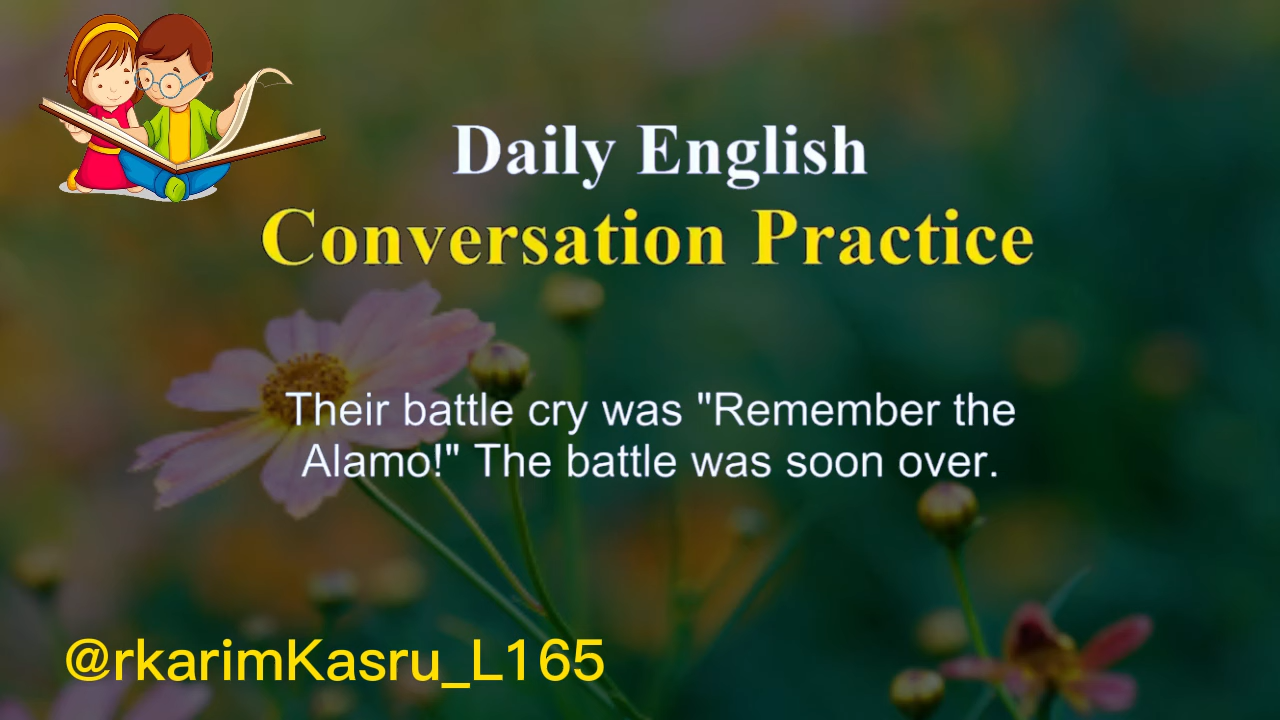 Daily English
Conversation Practice
Their battle cry was "Remember the
Alamo!" The battle was soon over.
@rkarimKasru_L165